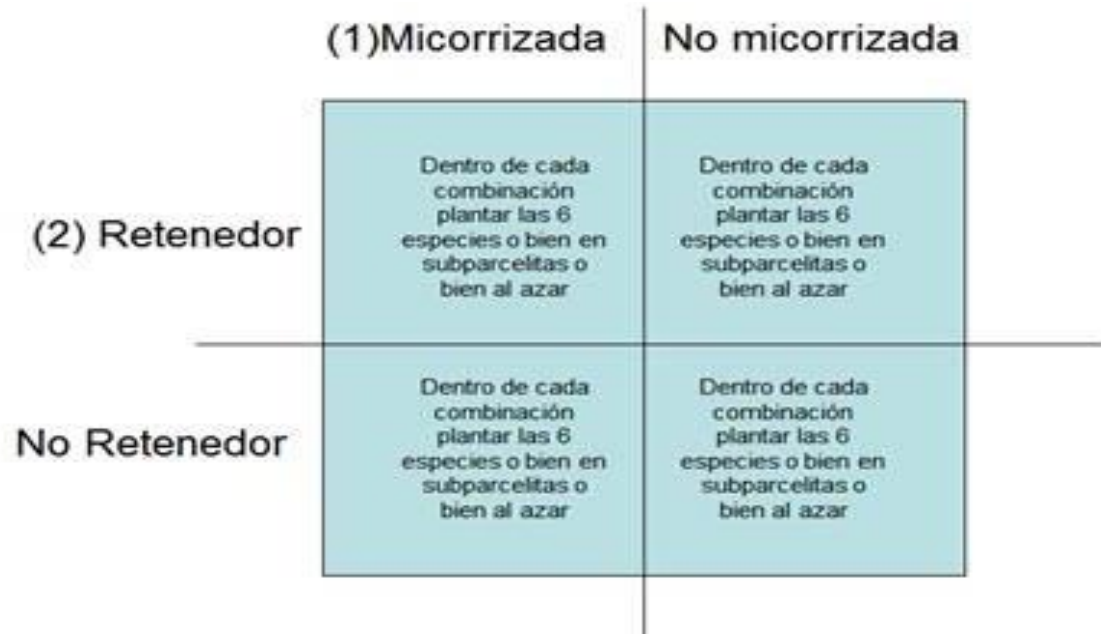 (1)Micorrizada
No micorrizada
(2) Retenedor
Dentro de cada
combinación
plantar las 6
especies o bien en
subparcelitas o
bien al azar
Dentro de cada
combinación
plantar las 6
especies o bien en
subparcelitas o
bien al azar
No Retenedor
Dentro de cada
combinación
plantar las 6
especies o bien en
subparcelitas o
bien al azar
Dentro de cada
combinación
plantar las 6
especies o bien en
subparcelitas o
bien al azar